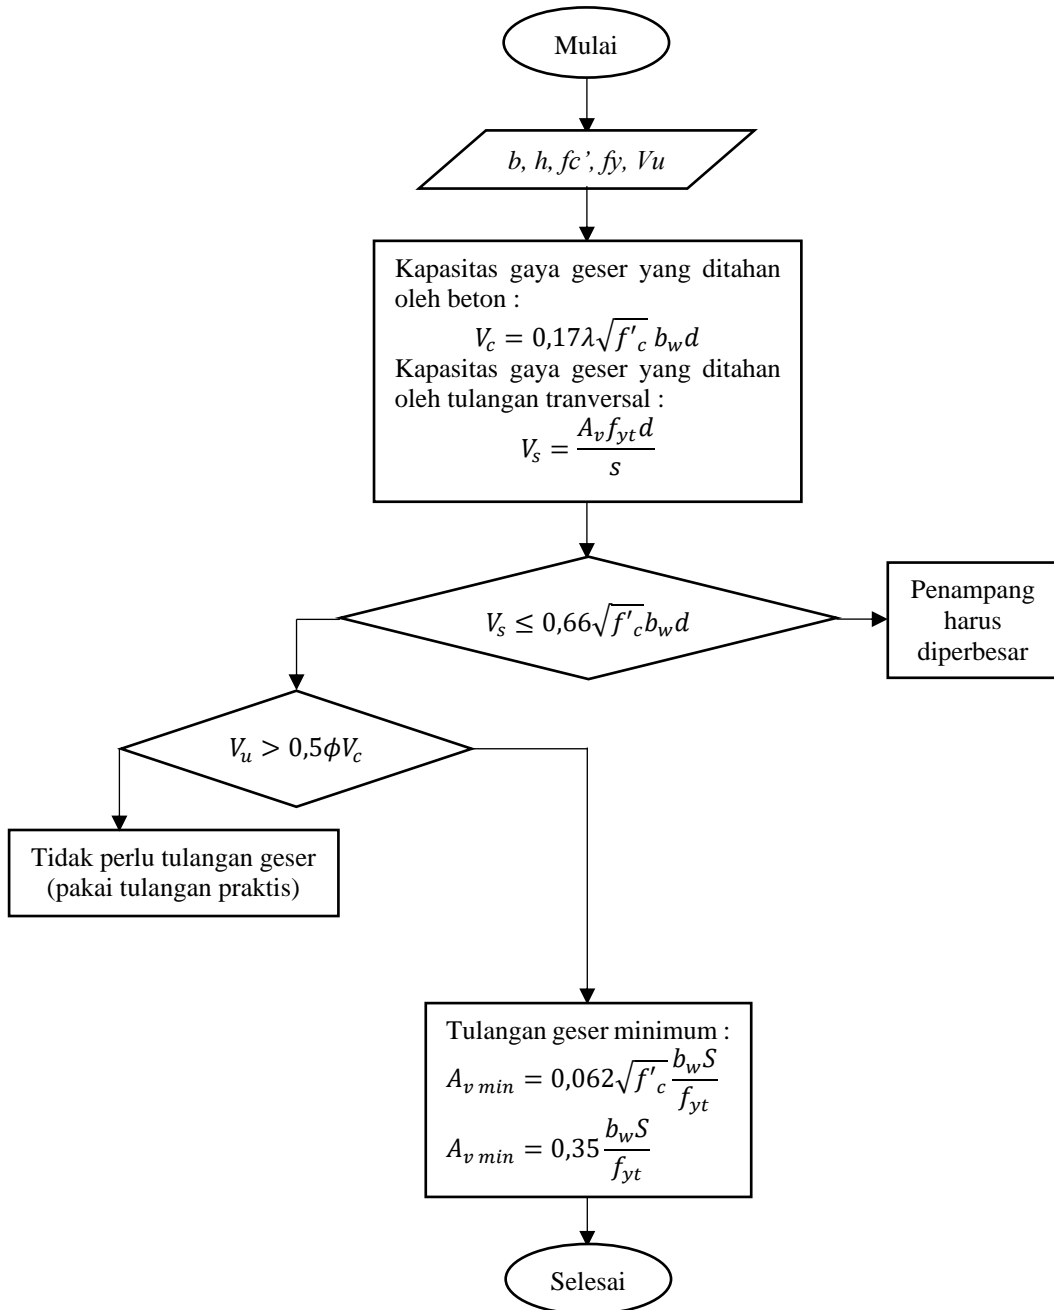 Mulai
b, h, fc’, fy, Vu
Kapasitas gaya geser yang ditahan
oleh beton :
V_c = 0,17λ√f'_c b_w d
Kapasitas gaya geser yang ditahan
oleh tulangan tranversal :
V_s = A_v f_yt d / s
V_s ≤ 0,66√f'_c b_w d
Penampang
harus
diperbesar
V_u > 0,5ϕV_c
Tidak perlu tulangan geser
(pakai tulangan praktis)
Tulangan geser minimum :
A_v min = 0,062√f'_c b_w S / f_yt
A_v min = 0,35 b_w S / f_yt
Selesai